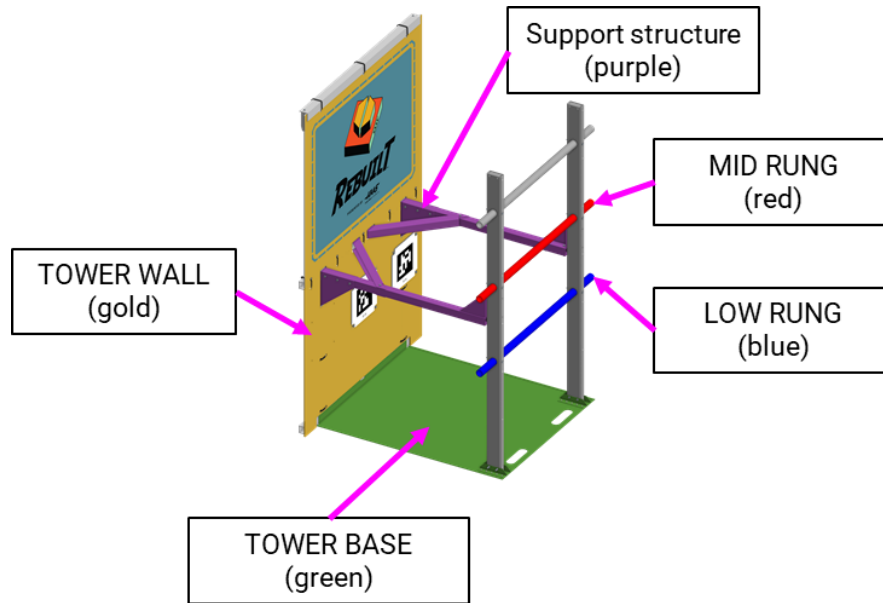 Support structure
(purple)
REBUILT
MID RUNG
(red)
TOWER WALL
(gold)
LOW RUNG
(blue)
TOWER BASE
(green)